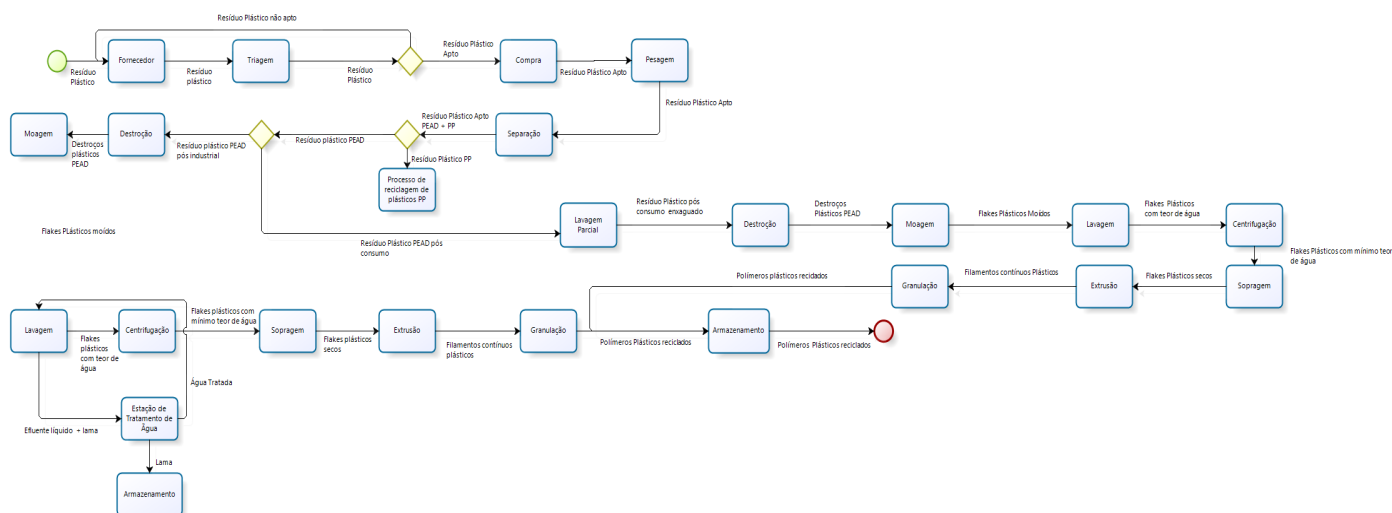 Resíduo Plástico não apto
Fornecedor
Triagem
Compra
Pesagem
Resíduo
Plástico
Resíduo
plástico
Resíduo
Plástico
Resíduo Plástico
Apto
Resíduo Plástico Apto
Resíduo Plástico Apto
Moagem
Destroção
Separação
Destroços
plásticos
PEAD
Resíduo plástico PEAD
pós industrial
Resíduo plástico PEAD
Resíduo Plástico Apto
PEAD + PP
Resíduo Plástico PP
Processo de
reciclagem de
plásticos PP
Flakes Plásticos moídos
Resíduo Plástico PEAD pós
consumo
Lavagem
Parcial
Resíduo Plástico pós
consumo enxaguado
Destroção
Destroços
Plásticos PEAD
Moagem
Flakes Plásticos Moídos
Lavagem
Flakes Plásticos
com teor de água
Centrifugação
Flakes Plásticos com mínimo teor
de água
Sopragem
Flakes Plásticos secos
Extrusão
Filamentos contínuos Plásticos
Granulação
Polímeros plásticos reciclados
Lavagem
Flakes
plásticos
com teor de
água
Centrifugação
Flakes plásticos com
mínimo teor de água
Sopragem
Flakes plásticos
secos
Extrusão
Filamentos contínuos
plásticos
Granulação
Polímeros Plásticos reciclados
Armazenamento
Polímeros Plásticos reciclados
Água Tratada
Efluente líquido + lama
Estação de
Tratamento de
Água
Lama
Armazenamento